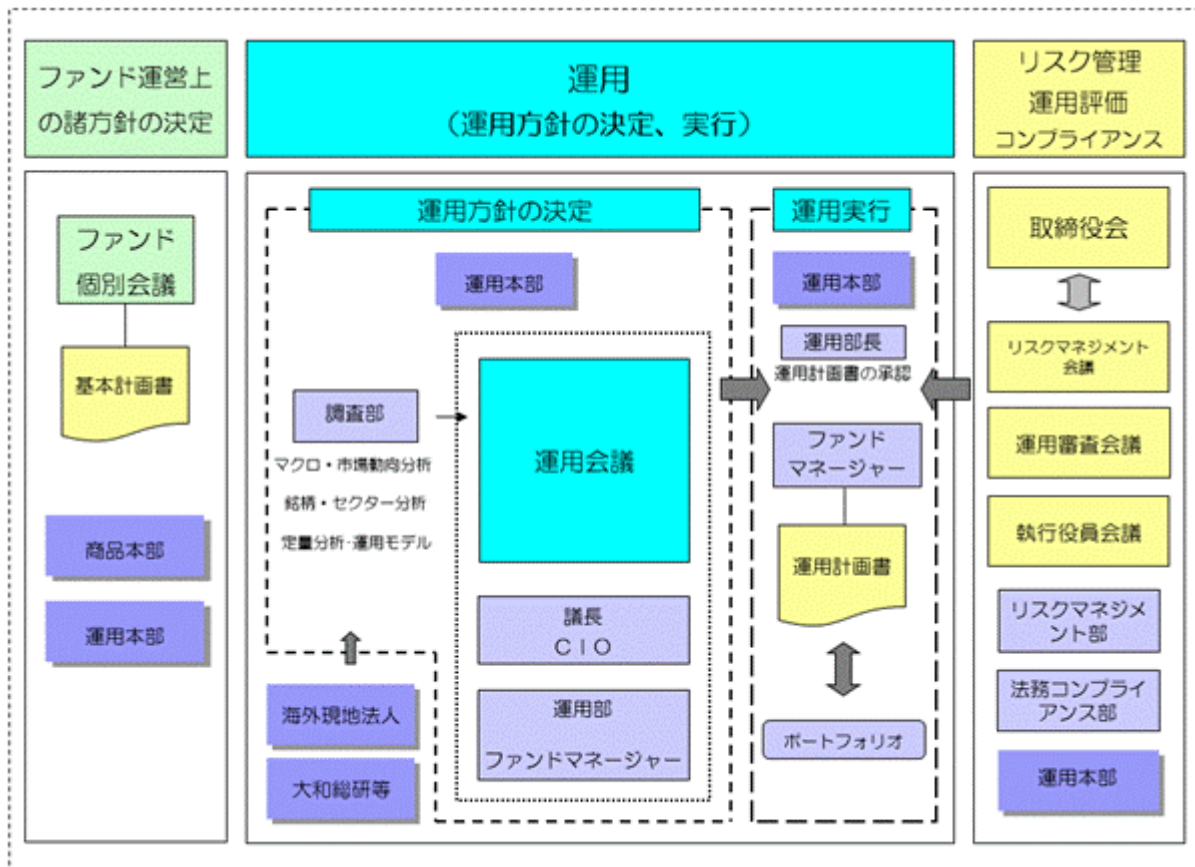 ファンド運営上
の諸方針の決定
ファンド
個別会議
基本計画書
商品本部
運用本部
運用
(運用方針の決定、実行)
運用方針の決定
運用本部
調査部
マクロ・市場動向分析
銘柄・セクター分析
定量分析・運用モデル
海外現地法人
大和総研等
運用会議
議長
CIO
運用部
ファンドマネージャー
運用実行
運用本部
運用部長
運用計画書の承認
ファンド
マネージャー
運用計画書
ポートフォリオ
リスク管理
運用評価
コンプライアンス
取締役会
リスクマネジメント
会議
運用審査会議
執行役員会議
リスクマネジメ
ント部
法務コンプライ
アンス部
運用本部